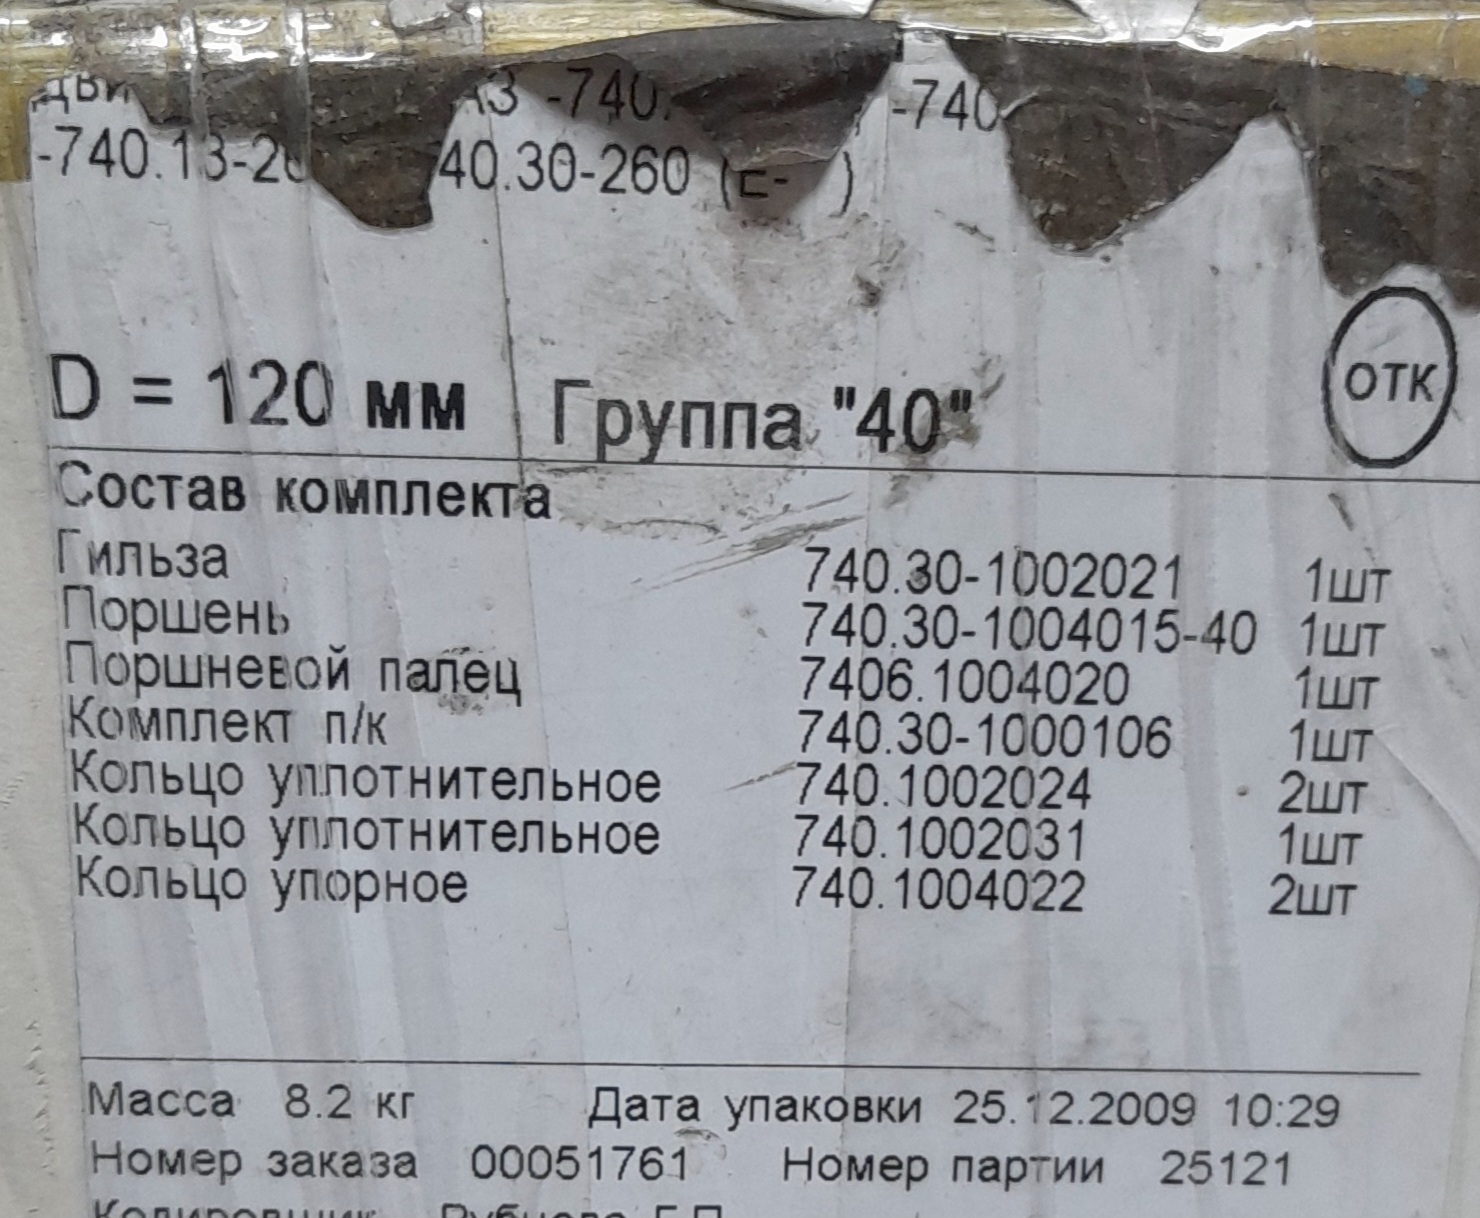 -740.
-740
-740.13-2 40.30-260
D = 120 мм Группа "40"
ОТК
Состав комплекта
Гильза 740.30-1002021 1шт
Поршень 740.30-1004015-40 1шт
Поршневой палец 7406.1004020 1шт
Комплект п/к 740.30-1000106 1шт
Кольцо уплотнительное 740.1002024 2шт
Кольцо уплотнительное 740.1002031 1шт
Кольцо упорное 740.1004022 2шт
Масса 8.2 кг Дата упаковки 25.12.2009 10:29
Номер заказа 00051761 Номер партии 25121